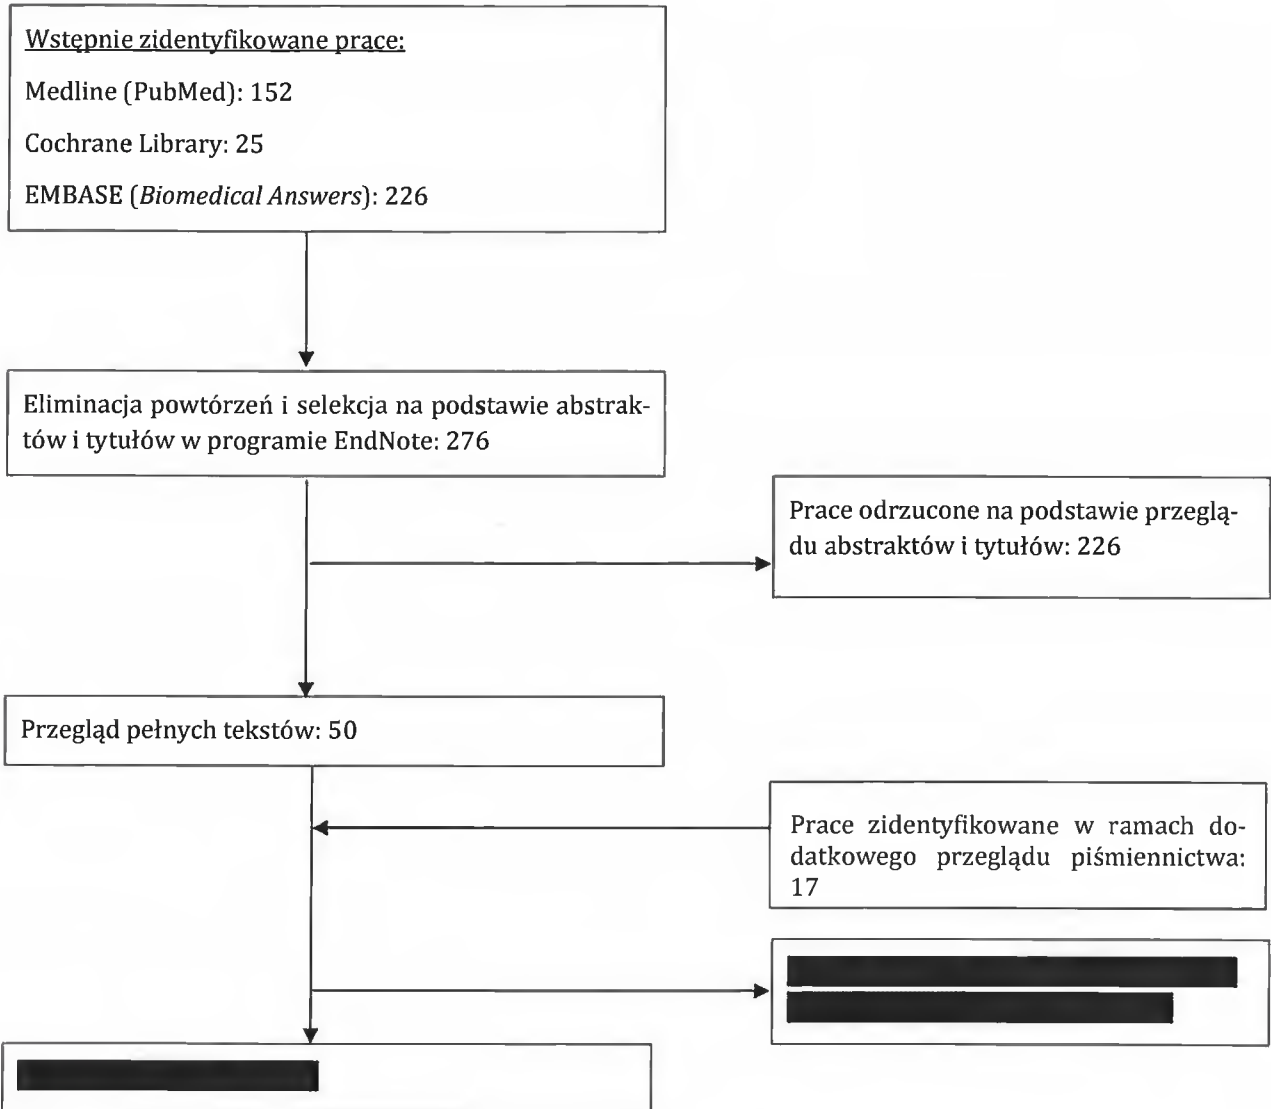 Wstępnie zidentyfikowane prace:
Medline (PubMed): 152
Cochrane Library: 25
EMBASE (Biomedical Answers): 226
Eliminacja powtórzeń i selekcja na podstawie abstrak-
tów i tytułów w programie EndNote: 276
Prace odrzucone na podstawie przeglą-
du abstraktów i tytułów: 226
Przegląd pełnych tekstów: 50
Prace zidentyfikowane w ramach do-
datkowego przeglądu piśmiennictwa:
17